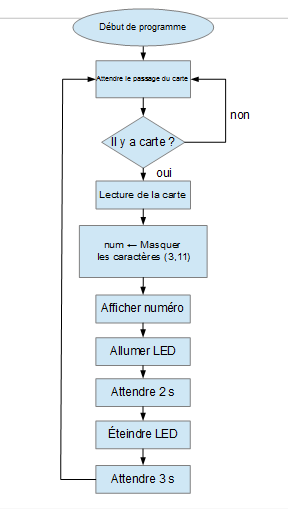 Début de programme
Attendre le passage du carte
Il y a carte ?
non
oui
Lecture de la carte
num ← Masquer
les caractères (3,11)
Afficher numéro
Allumer LED
Attendre 2 s
Éteindre LED
Attendre 3 s